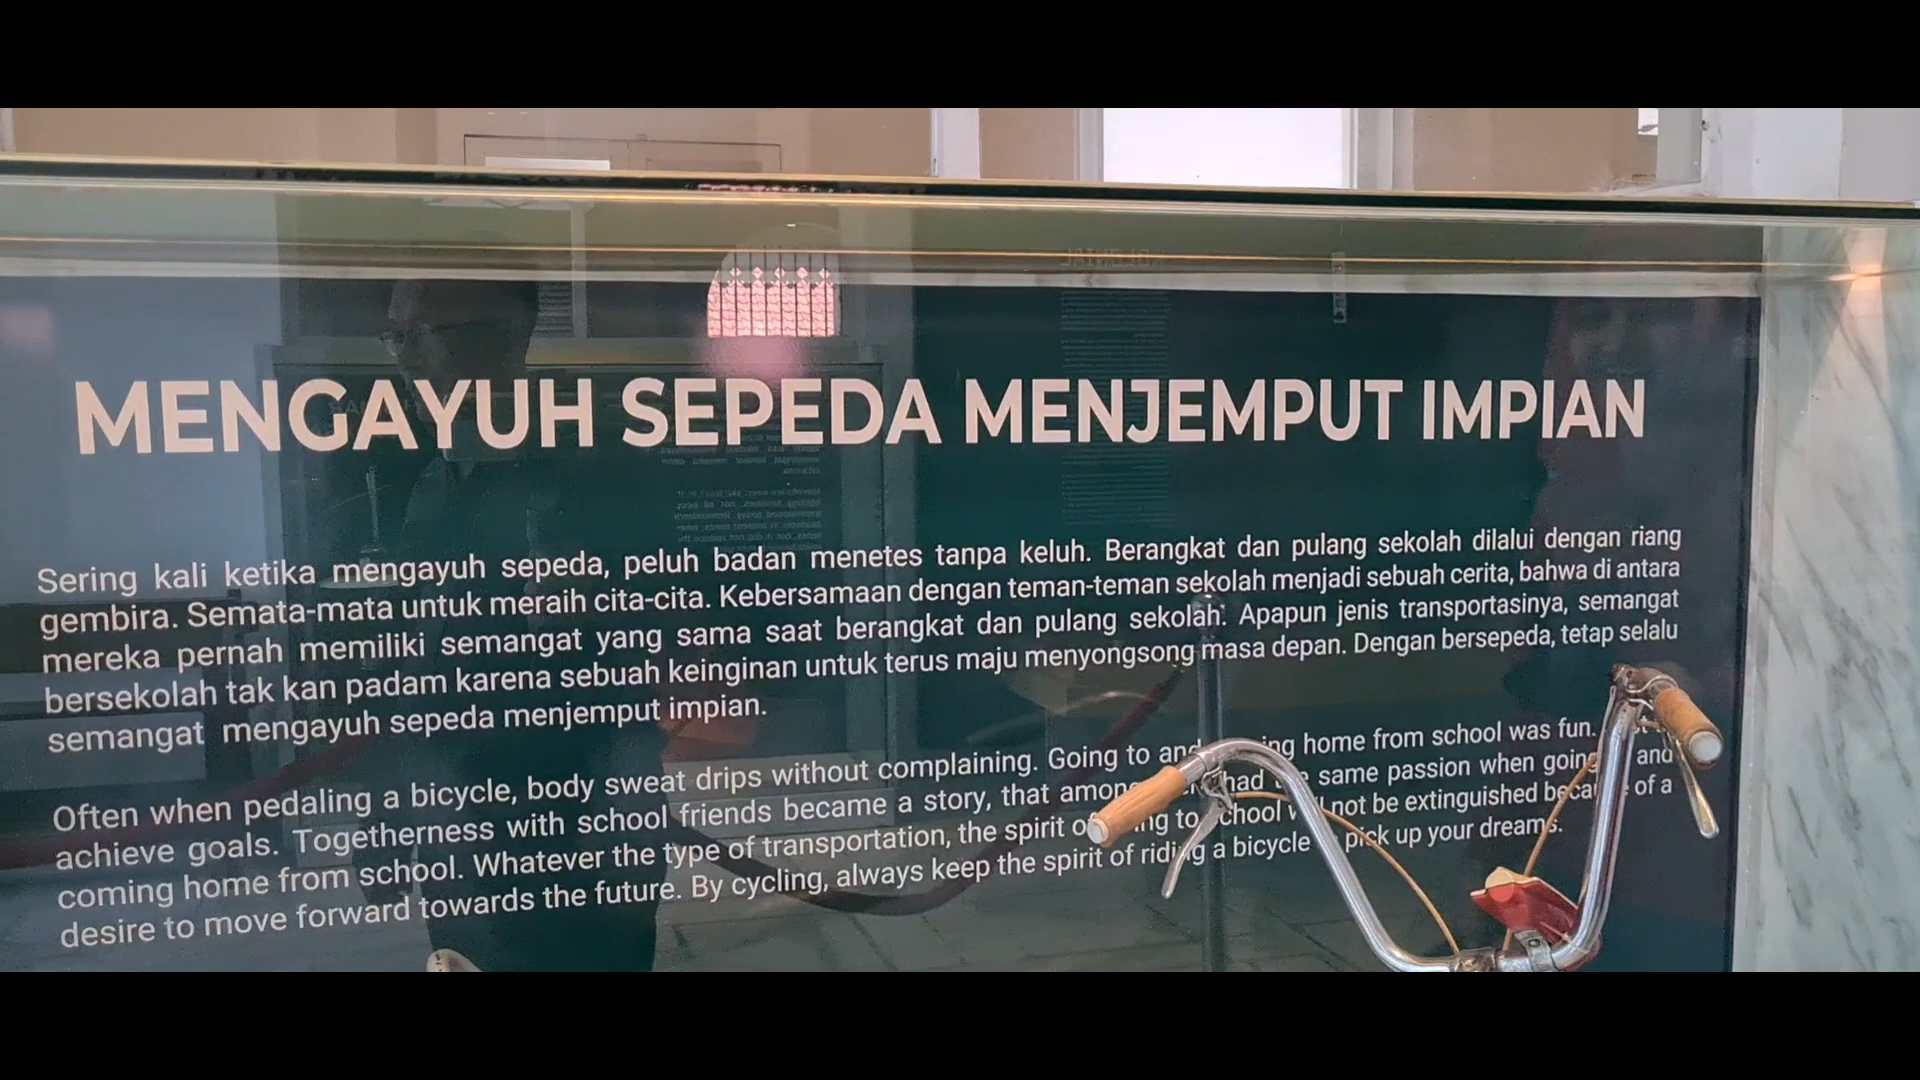 MENGAYUH SEPEDA MENJEMPUT IMPIAN
Sering kali ketika mengayuh sepeda, peluh badan menetes tanpa keluh. Berangkat dan pulang sekolah dilalui dengan riang
gembira. Semata-mata untuk meraih cita-cita. Kebersamaan dengan teman-teman sekolah menjadi sebuah cerita, bahwa di antara
mereka pernah memiliki semangat yang sama saat berangkat dan pulang sekolah. Apapun jenis transportasinya, semangat
bersekolah tak kan padam karena sebuah keinginan untuk terus maju menyongsong masa depan. Dengan bersepeda, tetap selalu
semangat mengayuh sepeda menjemput impian.
Often when pedaling a bicycle, body sweat drips without complaining. Going to and home from school was fun.
achieve goals. Togetherness with school friends became a story, that had same passion when going and
coming home from school. Whatever the type of transportation, the spirit to school not be extinguished of a
desire to move forward towards the future. By cycling, always keep the spirit of riding a bicycle pick up your dreams.